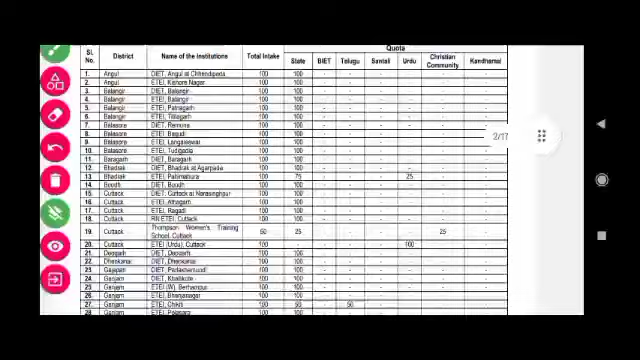 Quota
Sl. No. District Name of the Institutions Total Intake State BIET Telugu Santali Urdu Christian Community Kandhamal
1. Angul DIET, Angul at Chhendipada 100 100 - - - - - -
2. Angul ETEI, Kishore Nagar 100 100 - - - - - -
3. Balangir DIET, Balangir 100 100 - - - - - -
4. Balangir ETEI, Balangir 100 100 - - - - - -
5. Balangir ETEI, Patnagarh 100 100 - - - - - -
6. Balangir ETEI, Titilagarh 100 100 - - - - - -
7. Balasore DIET, Remuna 100 100 - - - - - -
8. Balasore ETEI, Basudi 100 100 - - - - - -
9. Balasore ETEI, 100 100 - - - - - -
10. Balasore ETEI, Tudigadia 100 100 - - - - - -
11. Baragarh DIET, Baragarh 100 100 - - - - - -
12. Bhadrak DIET, Bhadrak at Agarpada 100 100 - - - - - -
13. Bhadrak ETEI, 100 75 - - - 25 - -
14. Boudh DIET, Boudh 100 100 - - - - - -
15. Cuttack DIET, Cuttack at Narasinghpur 100 100 - - - - - -
16. Cuttack ETEI, Athagarh 100 100 - - - - - -
17. Cuttack ETEI, Ragadi 100 100 - - - - - -
18. Cuttack RN ETEI, Cuttack 100 100 - - - - - -
19. Cuttack Thompson Women's Training School, Cuttack 50 25 - - - - 25 -
20. Cuttack ETEI (Urdu), Cuttack 100 - - - - 100 - -
21. Deogarh DIET, Deogarh 100 100 - - - - - -
22. Dhenkanal DIET, Dhenkanal 100 100 - - - - - -
23. Gajapati DIET, 100 100 - - - - - -
24. Ganjam DIET, Khallikote 100 100 - - - - - -
25. Ganjam ETEI (W), Berhampur 100 100 - - - - - -
26. Ganjam ETEI, Bhanjanagar 100 100 - - - - - -
27. Ganjam ETEI, Chikiti 100 50 - 50 - - - -
28. Ganjam ETEI, Polasara 100 100
2/17